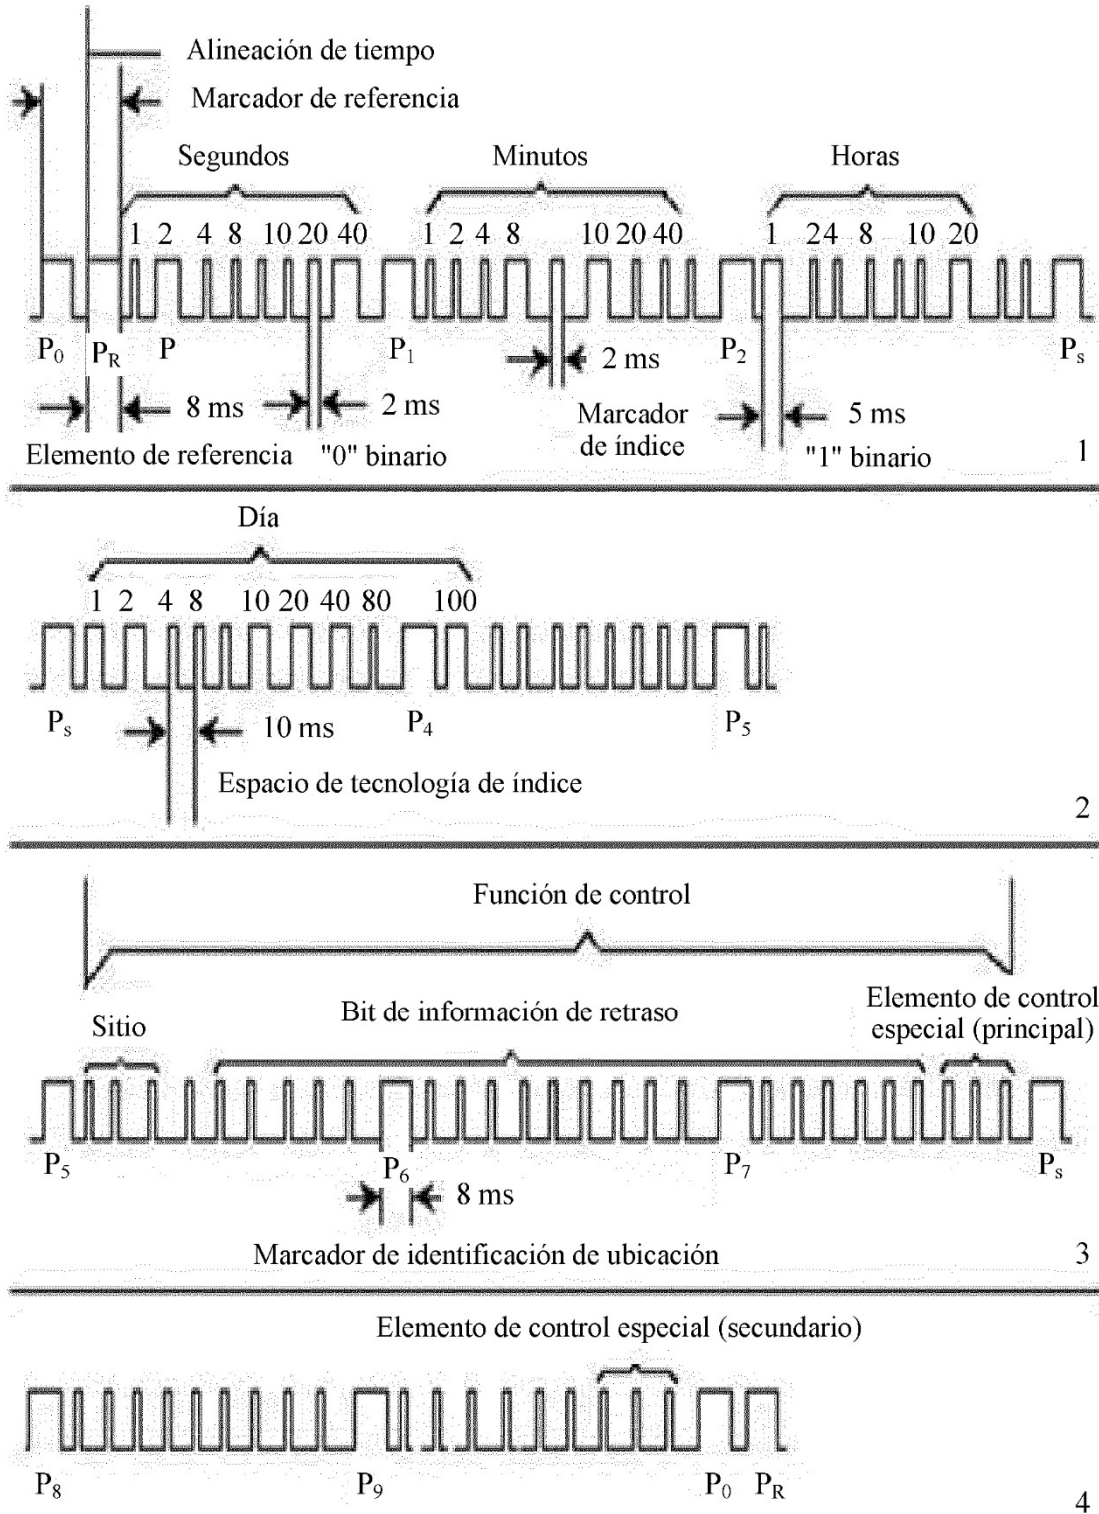 Alineación de tiempo
Marcador de referencia
Segundos Minutos Horas
1 2 4 8 10 20 40 1 2 4 8 10 20 40 1 24 8 10 20
P₀ P_R P P₁ P₂ P_s
8 ms 2 ms 2 ms 5 ms
Elemento de referencia "0" binario Marcador de índice "1" binario
1
Día
1 2 4 8 10 20 40 80 100
P_s P₄ P₅
10 ms
Espacio de tecnología de índice
2
Función de control
Sitio Bit de información de retraso Elemento de control
especial (principal)
P₅ P₆ P₇ P_s
8 ms
Marcador de identificación de ubicación
3
Elemento de control especial (secundario)
P₈ P₉ P₀ P_R
4